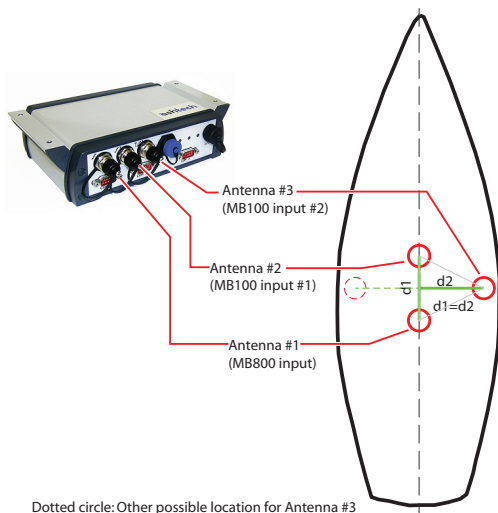 ashtech
Antenna #3
(MB100 input #2)
Antenna #2
(MB100 input #1)
d1
d2
d1=d2
Antenna #1
(MB800 input)
Dotted circle: Other possible location for Antenna #3